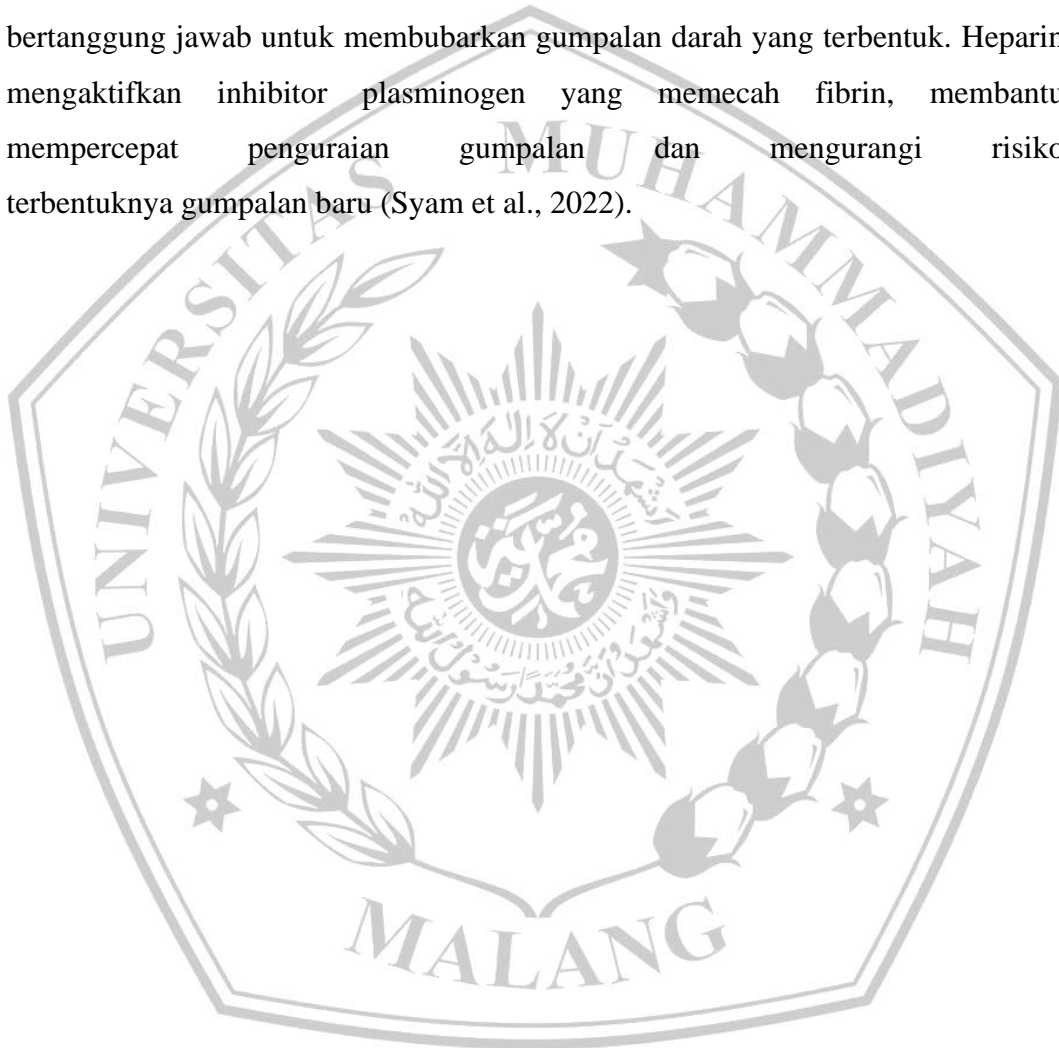 bertanggung jawab untuk membubarkan gumpalan darah yang terbentuk. Heparin
mengaktifkan inhibitor plasminogen yang memecah fibrin, membantu
mempercepat penguraian gumpalan dan mengurangi risiko
terbentuknya gumpalan baru (Syam et al., 2022).
UNIVERSITAS MUHAMMADIYAH
MALANG